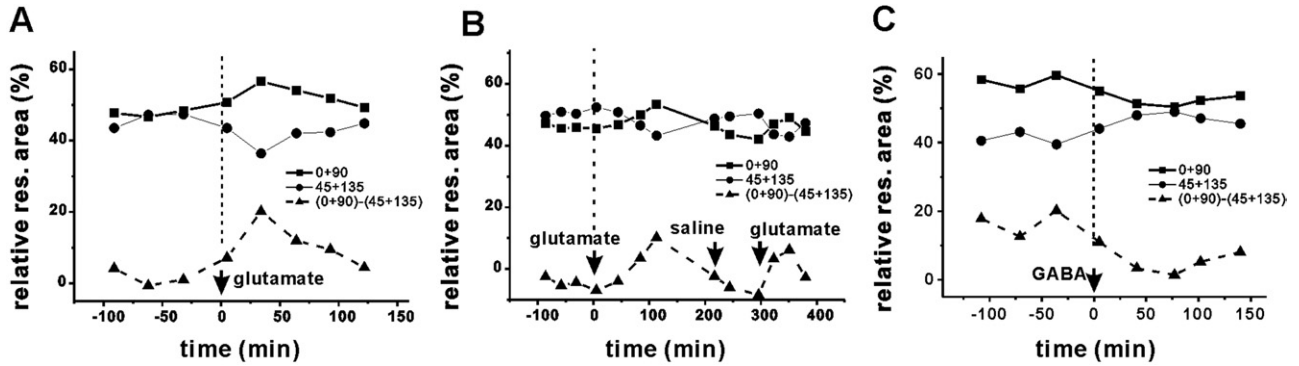 A
relative res. area (%)
60
40
20
0
0+90
45+135
(0+90)-(45+135)
glutamate
-100
-50
0
50
100
150
time (min)
B
relative res. area (%)
60
40
20
0
0+90
45+135
(0+90)-(45+135)
glutamate
saline
glutamate
-100
0
100
200
300
400
time (min)
C
relative res. area (%)
60
40
20
0
0+90
45+135
(0+90)-(45+135)
GABA
-100
-50
0
50
100
150
time (min)